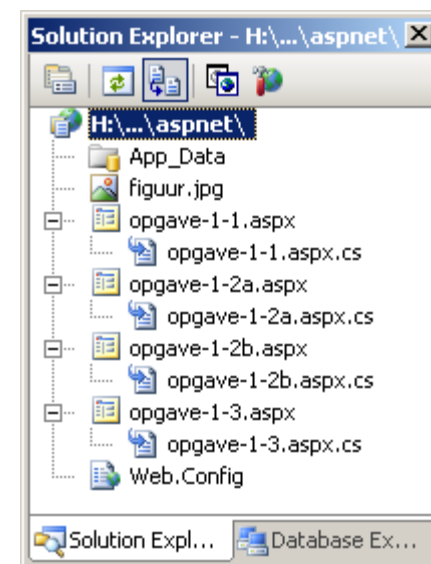 Solution Explorer - H:\...\aspnet\
H:\...\aspnet\
App_Data
figuur.jpg
opgave-1-1.aspx
opgave-1-1.aspx.cs
opgave-1-2a.aspx
opgave-1-2a.aspx.cs
opgave-1-2b.aspx
opgave-1-2b.aspx.cs
opgave-1-3.aspx
opgave-1-3.aspx.cs
Web.Config
Solution Expl... Database Ex...